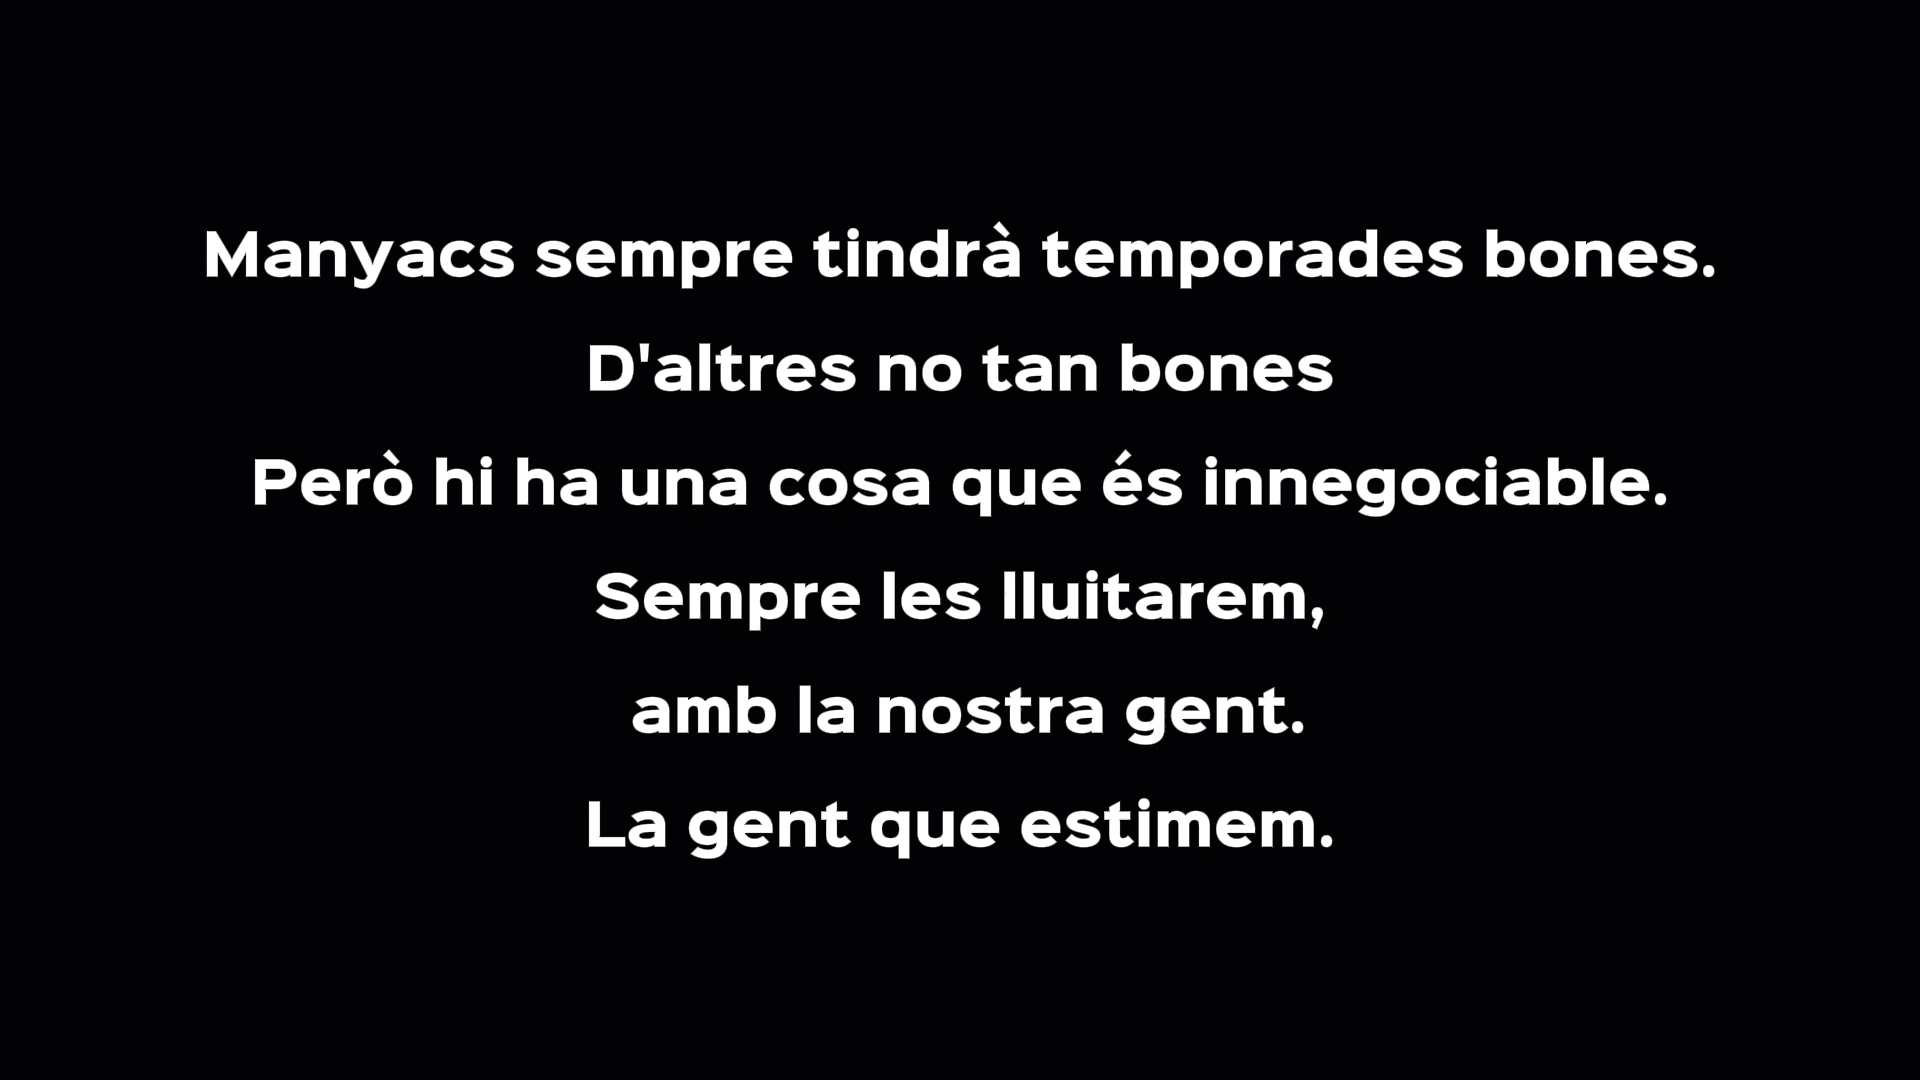 Manyacs sempre tindrà temporades bones.
D'altres no tan bones
Però hi ha una cosa que és innegociable.
Sempre les lluitarem,
amb la nostra gent.
La gent que estimem.